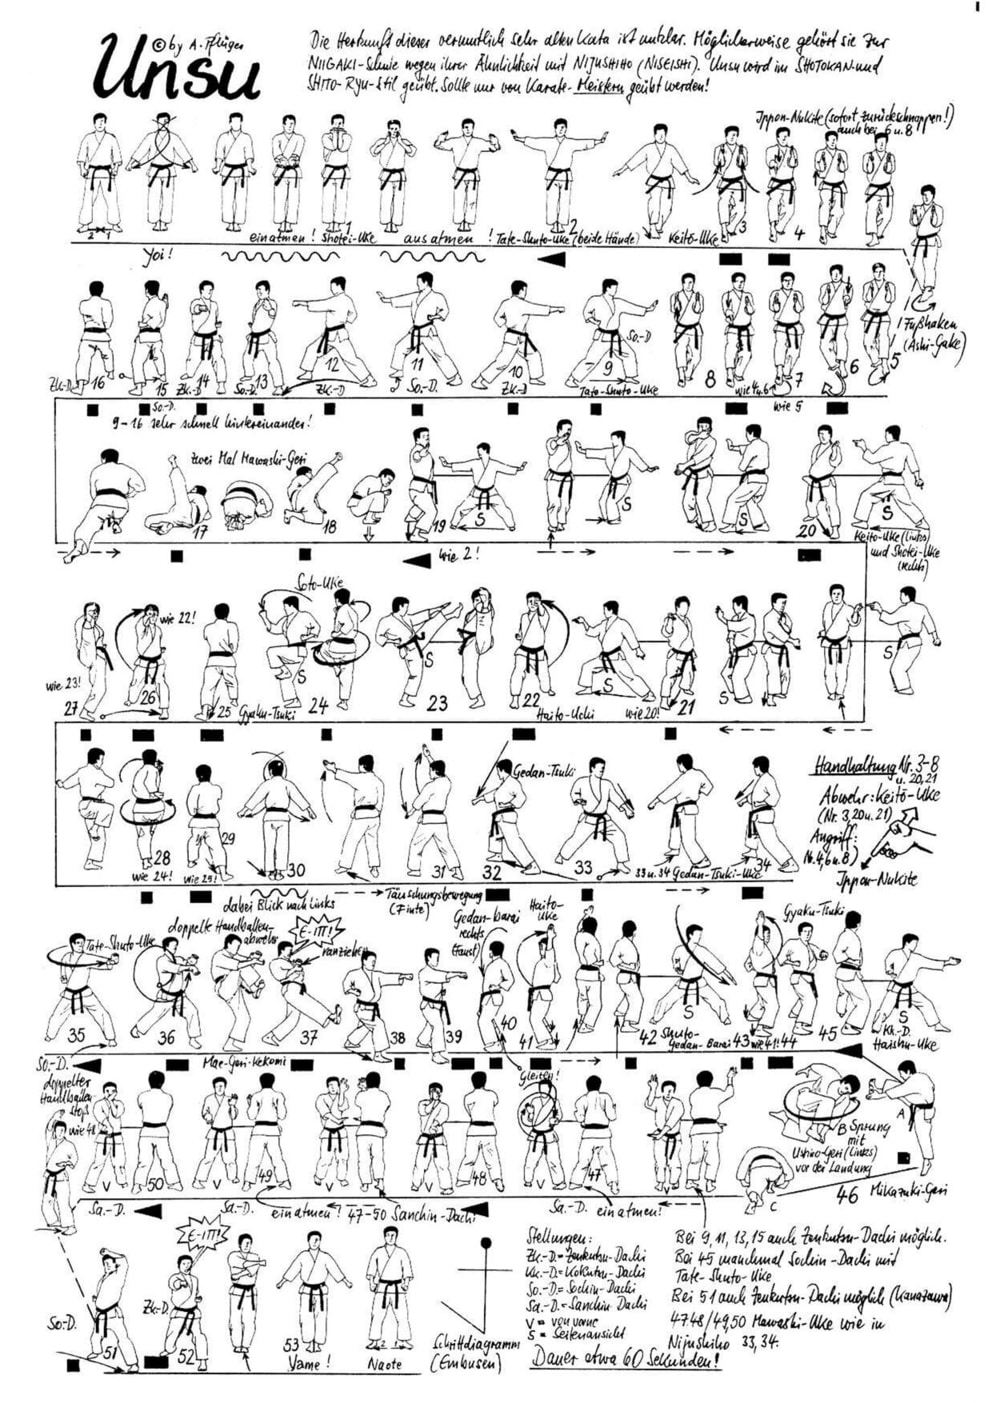 Unsu
© by A. Pflüger
Die Herkunft dieser vermutlich sehr alten Kata ist unklar. Möglicherweise gehört sie zur
NIIGAKI-Schule wegen ihrer Ähnlichkeit mit NIJUSHIHO (NISEISHI). Unsu wird im SHOTOKAN- und
SHITO-Ryu-Stil geübt. Sollte nur von Karate-Meistern geübt werden!
Ippon-Nukite (sofort zurückschnappen!)
auch bei 6 u. 8
2 1
1
2
3
4
einatmen! Shotei-Uke
ausatmen!
Tate-Shuto-Uke (beide Hände)
Keitō-Uke
Yoi!
Fußhaken
(Ashi-Gake)
Zk.-D. 16
15
14
Zk.-D
So.-D. 13
12
Zk.-D
11
So.-D.
10
Zk.-D
So.-D
9
Tate-Shuto-Uke
8
wie 4 u. 6
7
6
5
So.-D.
wie 5
9-16 sehr schnell hintereinander!
zwei Mal Mawashi-Geri
17
18
19
S
S
S
20
S
Keito-Uke (links)
und Shotei-Uke
(rechts)
wie 2!
Soto-Uke
wie 22!
wie 23!
27
26
25
Gyaku-Tsuki
S
24
S
23
22
Haito-Uchi
S
wie 20!
21
S
S
Handhaltung Nr. 3-8
u. 20, 21
Abwehr: Keitō-Uke
(Nr. 3, 20 u. 21)
Angriff:
Nr. 4, 6 u. 8)
Ippon-Nukite
28
wie 24!
29
wie 25!
30
31
32
Gedan-Tsuki
33
33 u. 34 Gedan-Tsuki-Uke
34
dabei Blick nach Links
Täuschungsbewegung
(Finte)
Tate-Shuto-Uke
doppelte Handballen-
abwehr
E-ITT!
ranziehen
Gedan-barai
rechts
(Faust)
Haito-
Uke
Gyaku-Tsuki
35
36
37
38
39
40
41
S
42 Shuto-
Gedan-Barai
43 wie 41!
44
45
S
Kk.-D.
Haishu-Uke
So.-D.
Mae-Geri-Kekomi
Gleiten!
doppelter
Handballen
stoß
wie 48
V
50
V
49
V
V
48
V
47
V
B Sprung
mit
Ushiro-Geri (links)
vor der Landung
A
C
46 Mikazuki-Geri
Sa.-D.
Sa.-D.
einatmen!
47-50 Sanchin-Dachi
Sa.-D. einatmen!
So.-D.
51
E-ITT!
Zk.-D.
52
53
Yame!
Naote
Schrittdiagramm
(Embusen)
Stellungen:
Zk.-D. = Zenkutsu-Dachi
Kk.-D. = Kokutsu-Dachi
So.-D. = Sochin-Dachi
Sa.-D. = Sanchin-Dachi
V = von vorne
S = Seitenansicht
Dauer etwa 60 Sekunden!
Bei 9, 11, 13, 15 auch Zenkutsu-Dachi möglich.
Bei 45 manchmal Sochin-Dachi mit
Tate-Shuto-Uke
Bei 51 auch Zenkutsu-Dachi möglich (Kanazawa)
47 48 / 49, 50 Mawashi-Uke wie in
Nijushiho 33, 34.